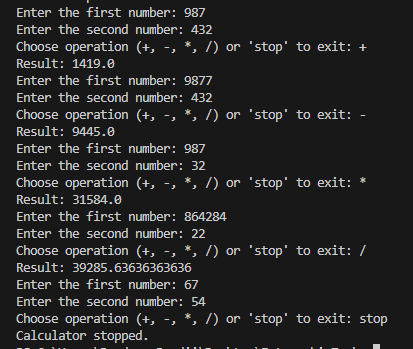 Enter the first number: 987
Enter the second number: 432
Choose operation (+, -, *, /) or 'stop' to exit: +
Result: 1419.0
Enter the first number: 9877
Enter the second number: 432
Choose operation (+, -, *, /) or 'stop' to exit: -
Result: 9445.0
Enter the first number: 987
Enter the second number: 32
Choose operation (+, -, *, /) or 'stop' to exit: *
Result: 31584.0
Enter the first number: 864284
Enter the second number: 22
Choose operation (+, -, *, /) or 'stop' to exit: /
Result: 39285.63636363636
Enter the first number: 67
Enter the second number: 54
Choose operation (+, -, *, /) or 'stop' to exit: stop
Calculator stopped.